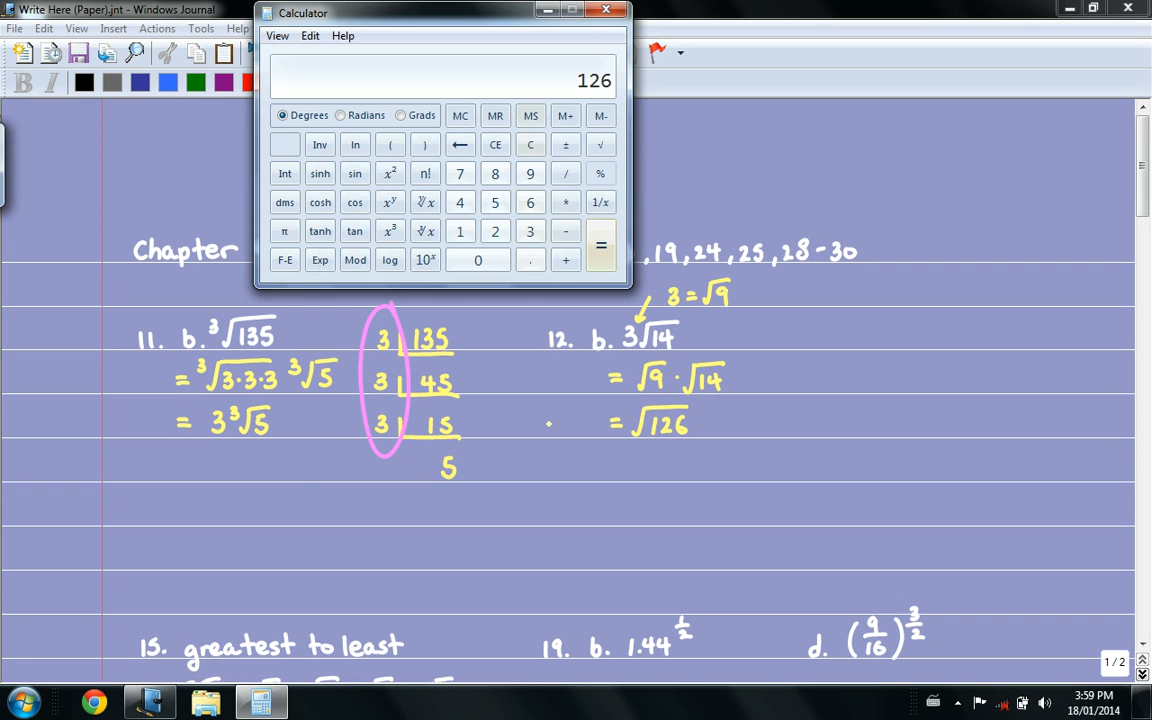 Write Here (Paper).jnt - Windows Journal
File Edit View Insert Actions Tools Help
Calculator
View Edit Help
126
Degrees Radians Grads MC MR MS M+ M-
Inv ln ( ) ← CE C ± √
Int sinh sin x² n! 7 8 9 / %
dms cosh cos xʸ ʸ√x 4 5 6 * 1/x
π tanh tan x³ ³√x 1 2 3 - =
F-E Exp Mod log 10ˣ 0 . +
B I
Chapter , 19, 24, 25, 28-30
3 = √9
11. b. ³√135
= ³√3·3·3 ³√5
= 3³√5
3 135
3 45
3 15
5
12. b. 3√14
= √9 · √14
= √126
15. greatest to least
19. b. 1.44^(1/2)
d. (9/16)^(3/2)
1 / 2
3:59 PM
18/01/2014